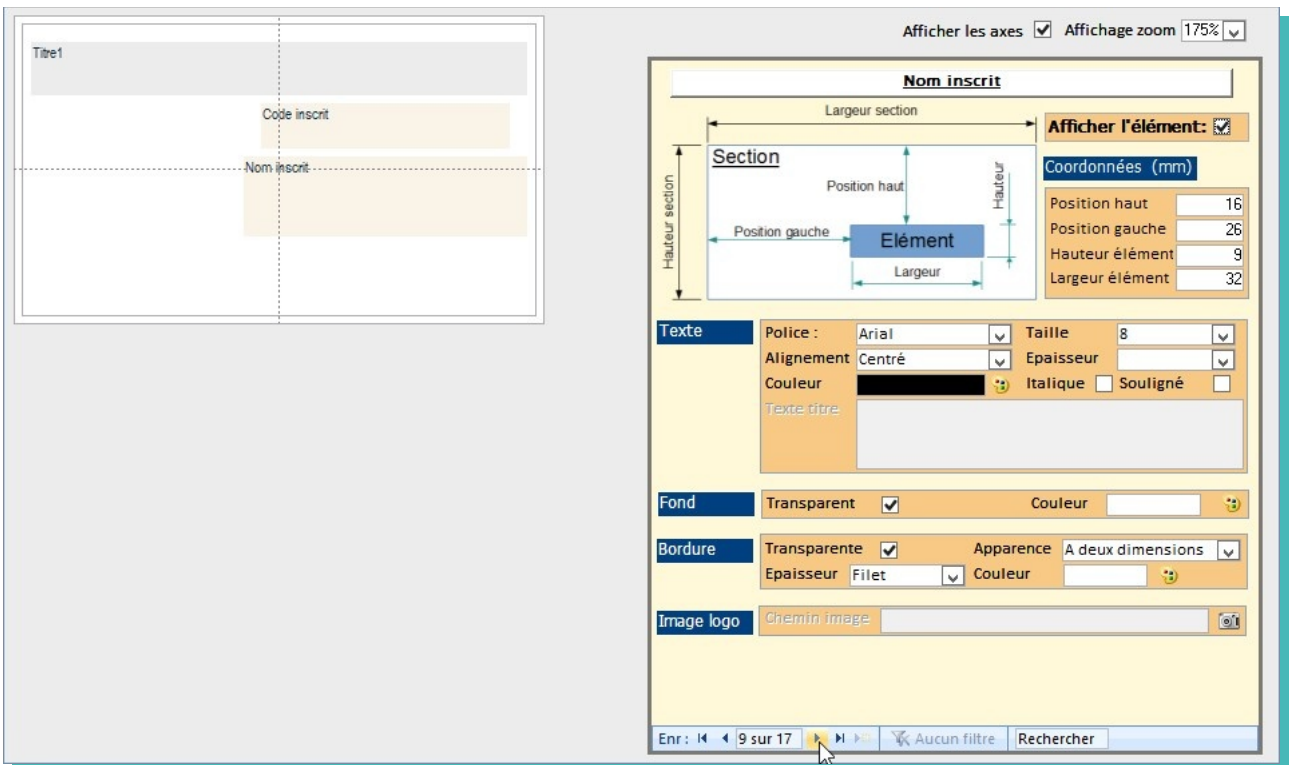 Afficher les axes Affichage zoom 175%
Titre1
Code inscrit
Nom inscrit
Nom inscrit
Largeur section
Afficher l'élément:
Section
Hauteur section
Position haut
Hauteur
Position gauche
Elément
Largeur
Coordonnées (mm)
Position haut 16
Position gauche 26
Hauteur élément 9
Largeur élément 32
Texte
Police : Arial Taille 8
Alignement Centré Epaisseur
Couleur Italique Souligné
Texte titre
Fond Transparent Couleur
Bordure Transparente Apparence A deux dimensions
Epaisseur Filet Couleur
Image logo Chemin image
Enr : 9 sur 17 Aucun filtre Rechercher